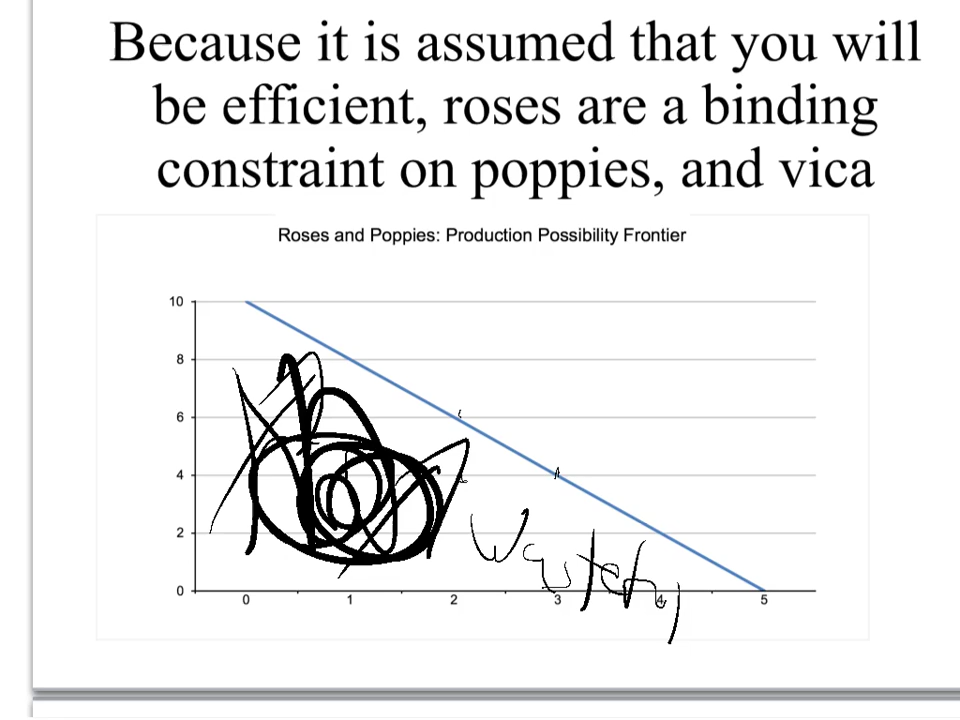 Because it is assumed that you will
be efficient, roses are a binding
constraint on poppies, and vica
Roses and Poppies: Production Possibility Frontier
10
8
6
4
2
0
0 1 2 3 4 5